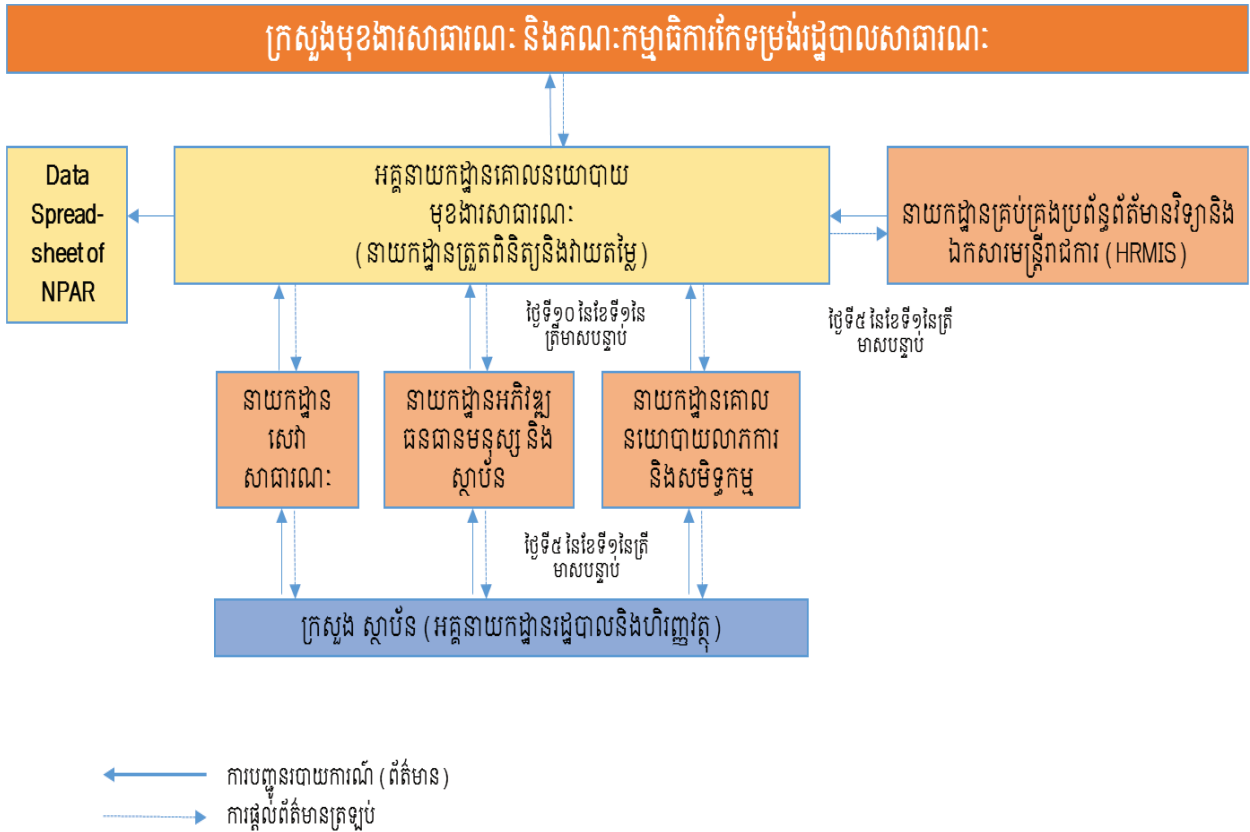 ក្រសួងមុខងារសាធារណៈ និងគណៈកម្មាធិការកែទម្រង់រដ្ឋបាលសាធារណៈ
Data
Spread-
sheet of
NPAR
អគ្គនាយកដ្ឋានគោលនយោបាយ
មុខងារសាធារណៈ
(នាយកដ្ឋានត្រួតពិនិត្យនិងវាយតម្លៃ)
នាយកដ្ឋានគ្រប់គ្រងប្រព័ន្ធព័ត៌មានវិទ្យានិង
ឯកសារមន្ត្រីរាជការ (HRMIS)
ថ្ងៃទី១០ នៃខែទី១នៃ
ត្រីមាសបន្ទាប់
ថ្ងៃទី៥ នៃខែទី១នៃត្រី
មាសបន្ទាប់
នាយកដ្ឋាន
សេវា
សាធារណៈ
នាយកដ្ឋានអភិវឌ្ឍ
ធនធានមនុស្ស និង
ស្ថាប័ន
នាយកដ្ឋានគោល
នយោបាយលាភការ
និងសមិទ្ធកម្ម
ថ្ងៃទី៥ នៃខែទី១នៃត្រី
មាសបន្ទាប់
ក្រសួង ស្ថាប័ន (អគ្គនាយកដ្ឋានរដ្ឋបាលនិងហិរញ្ញវត្ថុ)
ការបញ្ជូនរបាយការណ៍ (ព័ត៌មាន)
ការផ្តល់ព័ត៌មានត្រឡប់